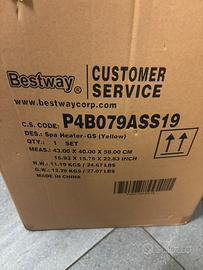 Bestway®
CUSTOMER
SERVICE
www.bestwaycorp.com
C.S. CODE: P4B079ASS19
DES.: Spa Heater-GS (Yellow)
QTY.: 1 SET
MEAS.: 43.00 X 40.00 X 58.00 CM
16.93 X 15.75 X 22.83 INCH
N.W.: 11.19 KGS / 24.67 LBS
G.W.: 12.28 KGS / 27.07 LBS
MADE IN CHINA